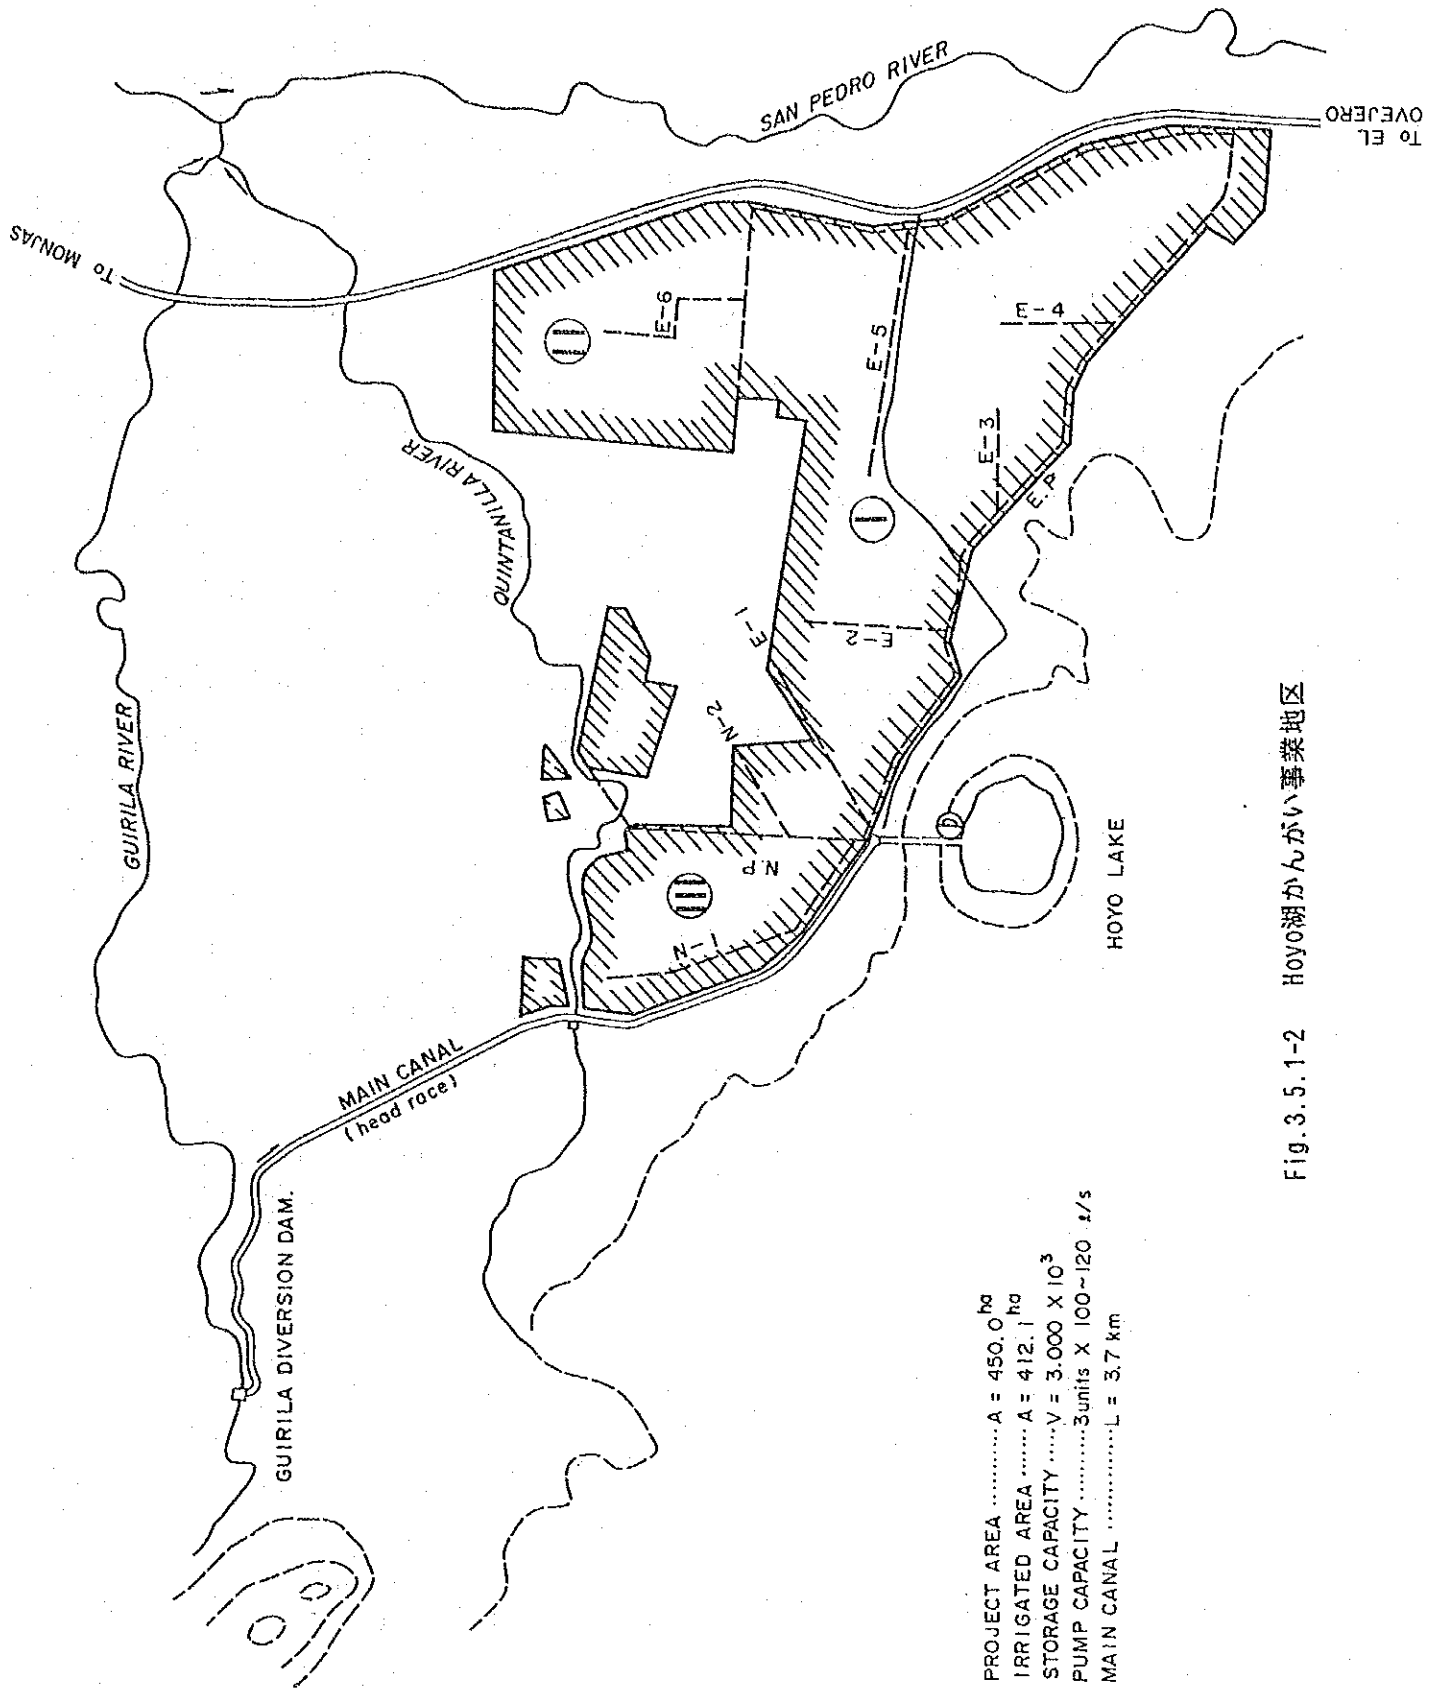 GUIRILA RIVER
To MONJAS
SAN PEDRO RIVER
QUINTANILLA RIVER
To EL
OVEJERO
GUIRILA DIVERSION DAM.
MAIN CANAL
(head race)
N-1
N.P
N-2
E-1
E-2
E-3
E-4
E-5
E-6
E.P
I
II
III
P
HOYO LAKE
PROJECT AREA ........... A = 450.0 ha
IRRIGATED AREA ........ A = 412.1 ha
STORAGE CAPACITY ..... V = 3.000 X 10³
PUMP CAPACITY .......... 3units X 100~120 ℓ/s
MAIN CANAL ............. L = 3.7 km
Fig.3.5.1-2 Hoyo湖かんがい事業地区